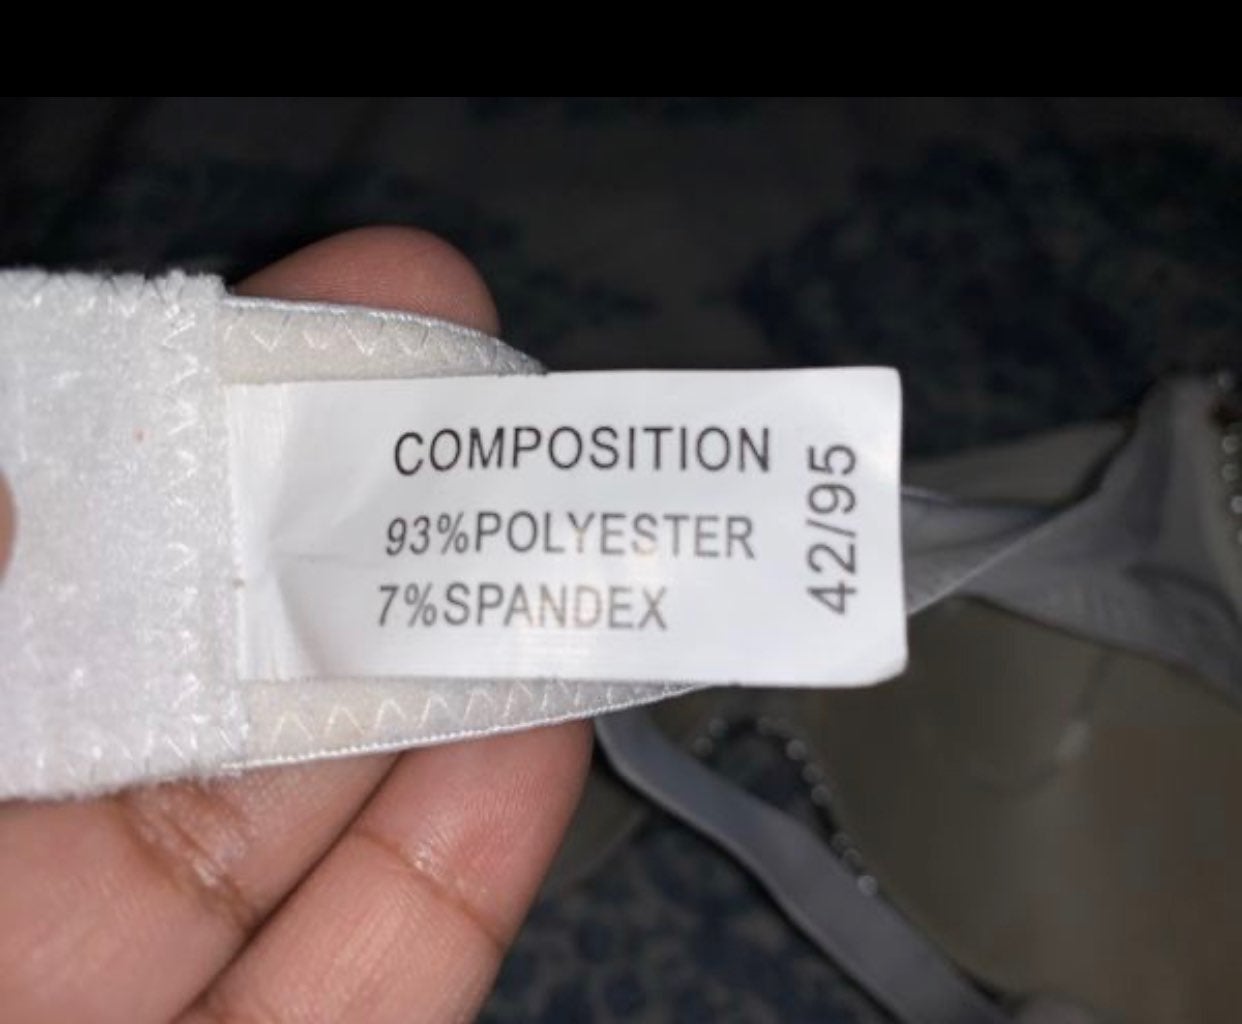 COMPOSITION
93%POLYESTER
7%SPANDEX
42/95